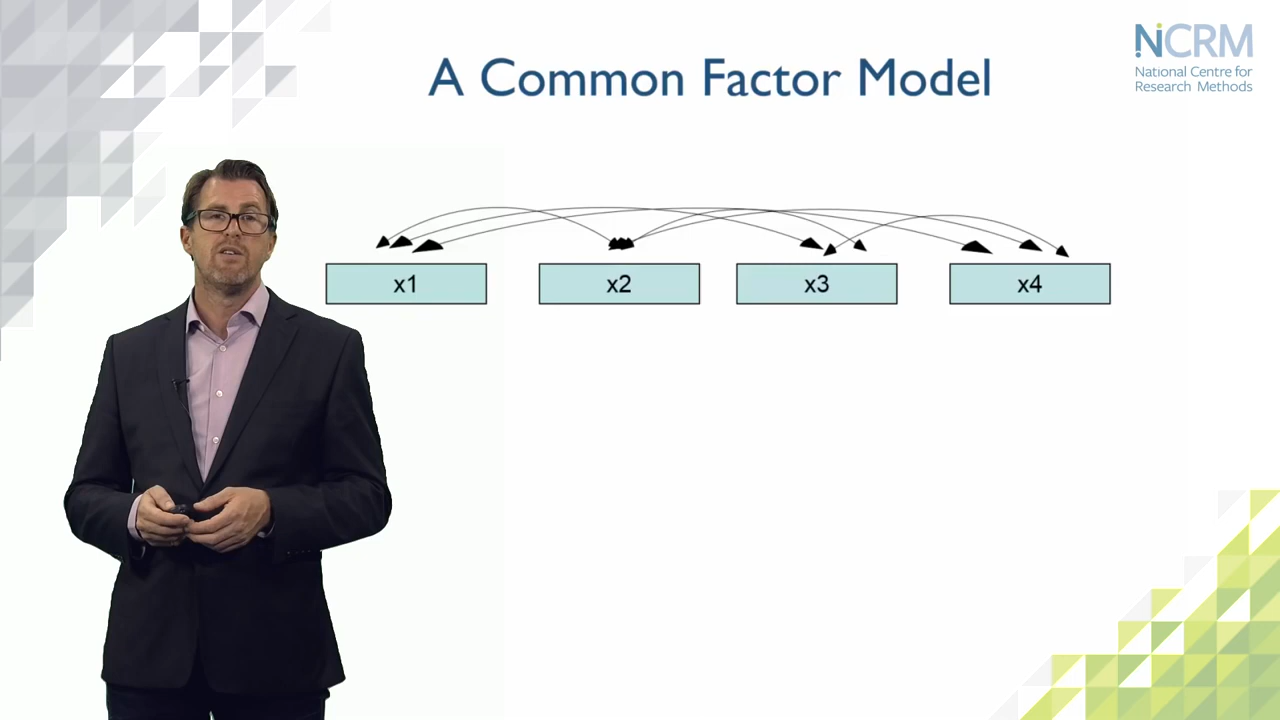 A Common Factor Model
NCRM
National Centre for
Research Methods
x1
x2
x3
x4